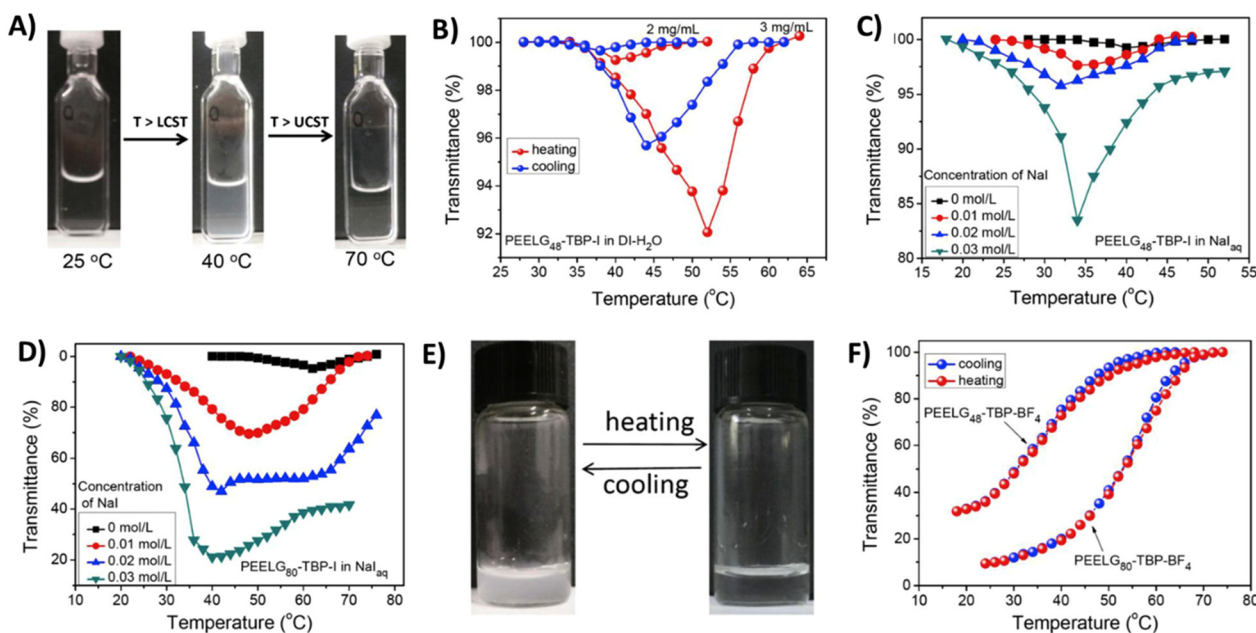 A)
T > LCST
T > UCST
25 °C
40 °C
70 °C
B)
2 mg/mL
3 mg/mL
100
98
96
94
92
Transmittance (%)
heating
cooling
PEELG48-TBP-I in DI-H2O
25 30 35 40 45 50 55 60 65
Temperature (°C)
C)
100
95
90
85
80
Transmittance (%)
Concentration of NaI
0 mol/L
0.01 mol/L
0.02 mol/L
0.03 mol/L
PEELG48-TBP-I in NaIaq
15 20 25 30 35 40 45 50 55
Temperature (°C)
D)
0
80
60
40
20
Transmittance (%)
Concentration
of NaI
0 mol/L
0.01 mol/L
0.02 mol/L
0.03 mol/L
PEELG80-TBP-I in NaIaq
10 20 30 40 50 60 70 80
Temperature (°C)
E)
heating
cooling
F)
100
80
60
40
20
0
Transmittance (%)
cooling
heating
PEELG48-TBP-BF4
PEELG80-TBP-BF4
10 20 30 40 50 60 70 80
Temperature (°C)